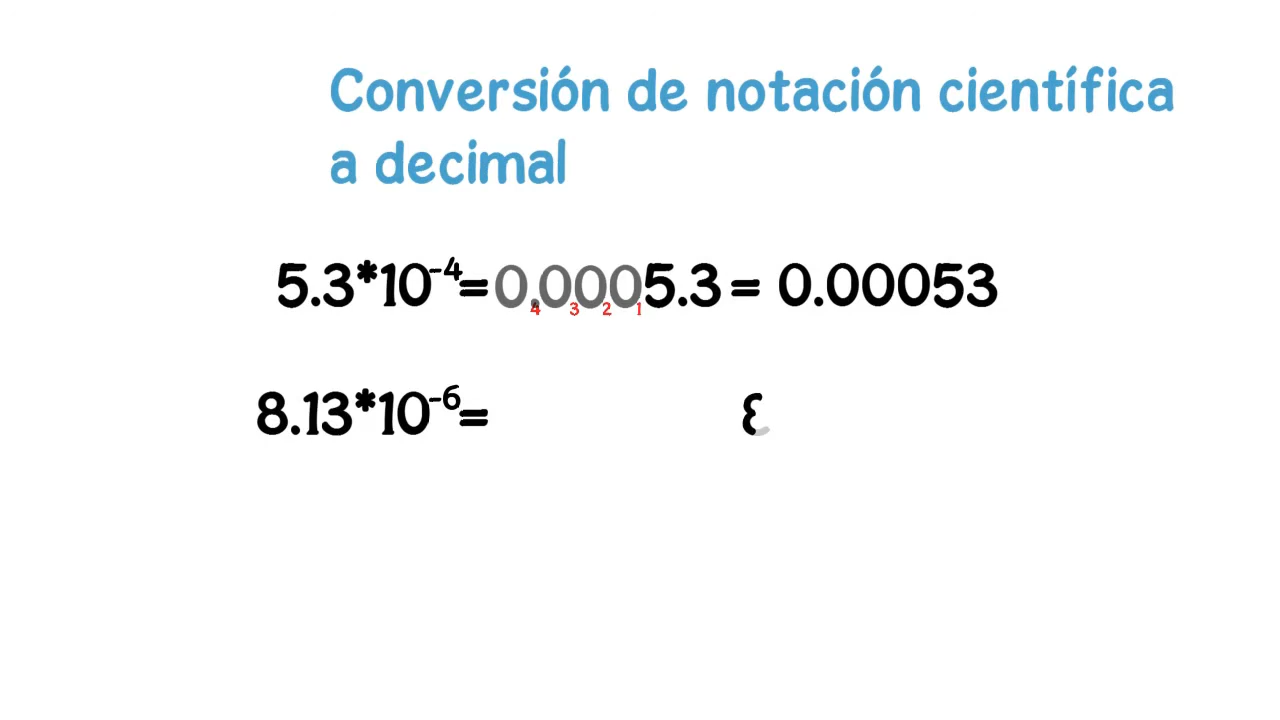 Conversión de notación científica
a decimal
5.3*10⁻⁴=0.0005.3 = 0.00053
4 3 2 1
8.13*10⁻⁶=